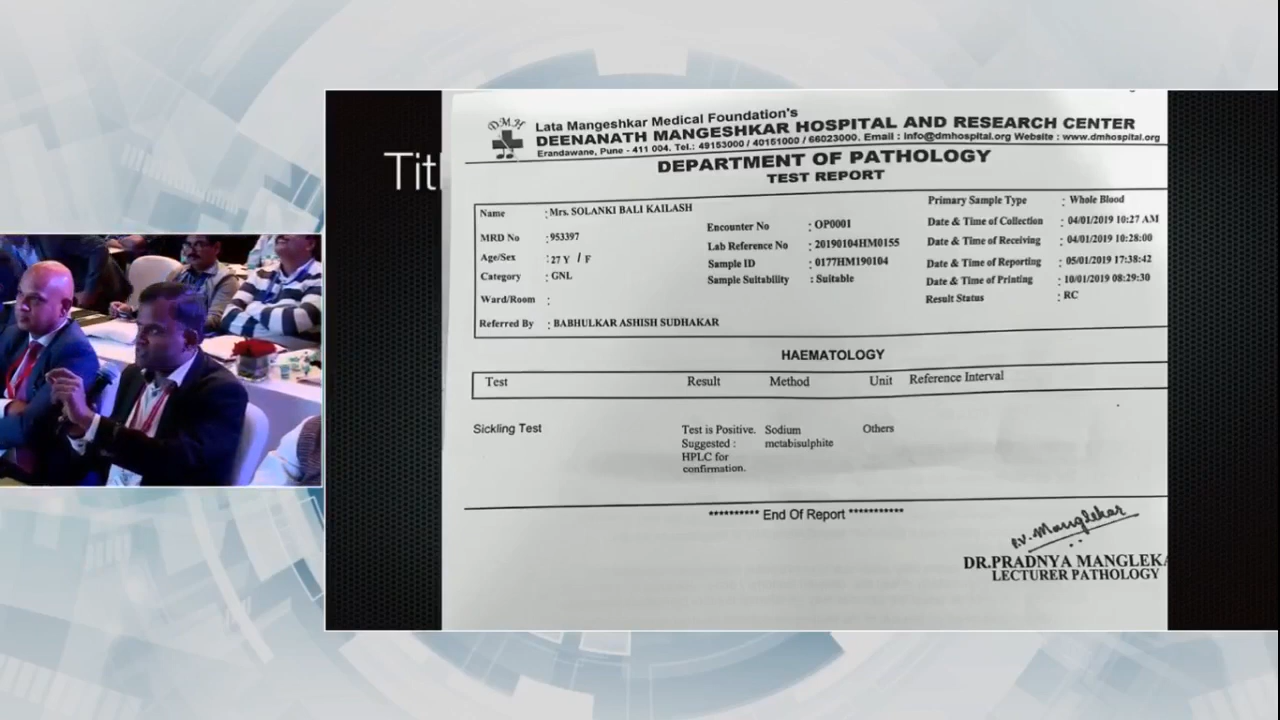 Titl
DMH
Lata Mangeshkar Medical Foundation's
DEENANATH MANGESHKAR HOSPITAL AND RESEARCH CENTER
Erandawane, Pune - 411 004. Tel.: 49153000 / 40151000 / 66023000. Email : info@dmhospital.org Website : www.dmhospital.org
DEPARTMENT OF PATHOLOGY
TEST REPORT
Name : Mrs. SOLANKI BALI KAILASH
MRD No : 953397
Age/Sex : 27 Y / F
Category : GNL
Ward/Room :
Referred By : BABHULKAR ASHISH SUDHAKAR
Encounter No : OP0001
Lab Reference No : 20190104HM0155
Sample ID : 0177HM190104
Sample Suitability : Suitable
Primary Sample Type : Whole Blood
Date & Time of Collection : 04/01/2019 10:27 AM
Date & Time of Receiving : 04/01/2019 10:28:00
Date & Time of Reporting : 05/01/2019 17:38:42
Date & Time of Printing : 10/01/2019 08:29:30
Result Status : RC
HAEMATOLOGY
Test Result Method Unit Reference Interval
Sickling Test Test is Positive. Sodium Others
Suggested : metabisulphite
HPLC for
confirmation.
********** End Of Report ***********
P.V. Manglekar
DR.PRADNYA MANGLEKA
LECTURER PATHOLOGY